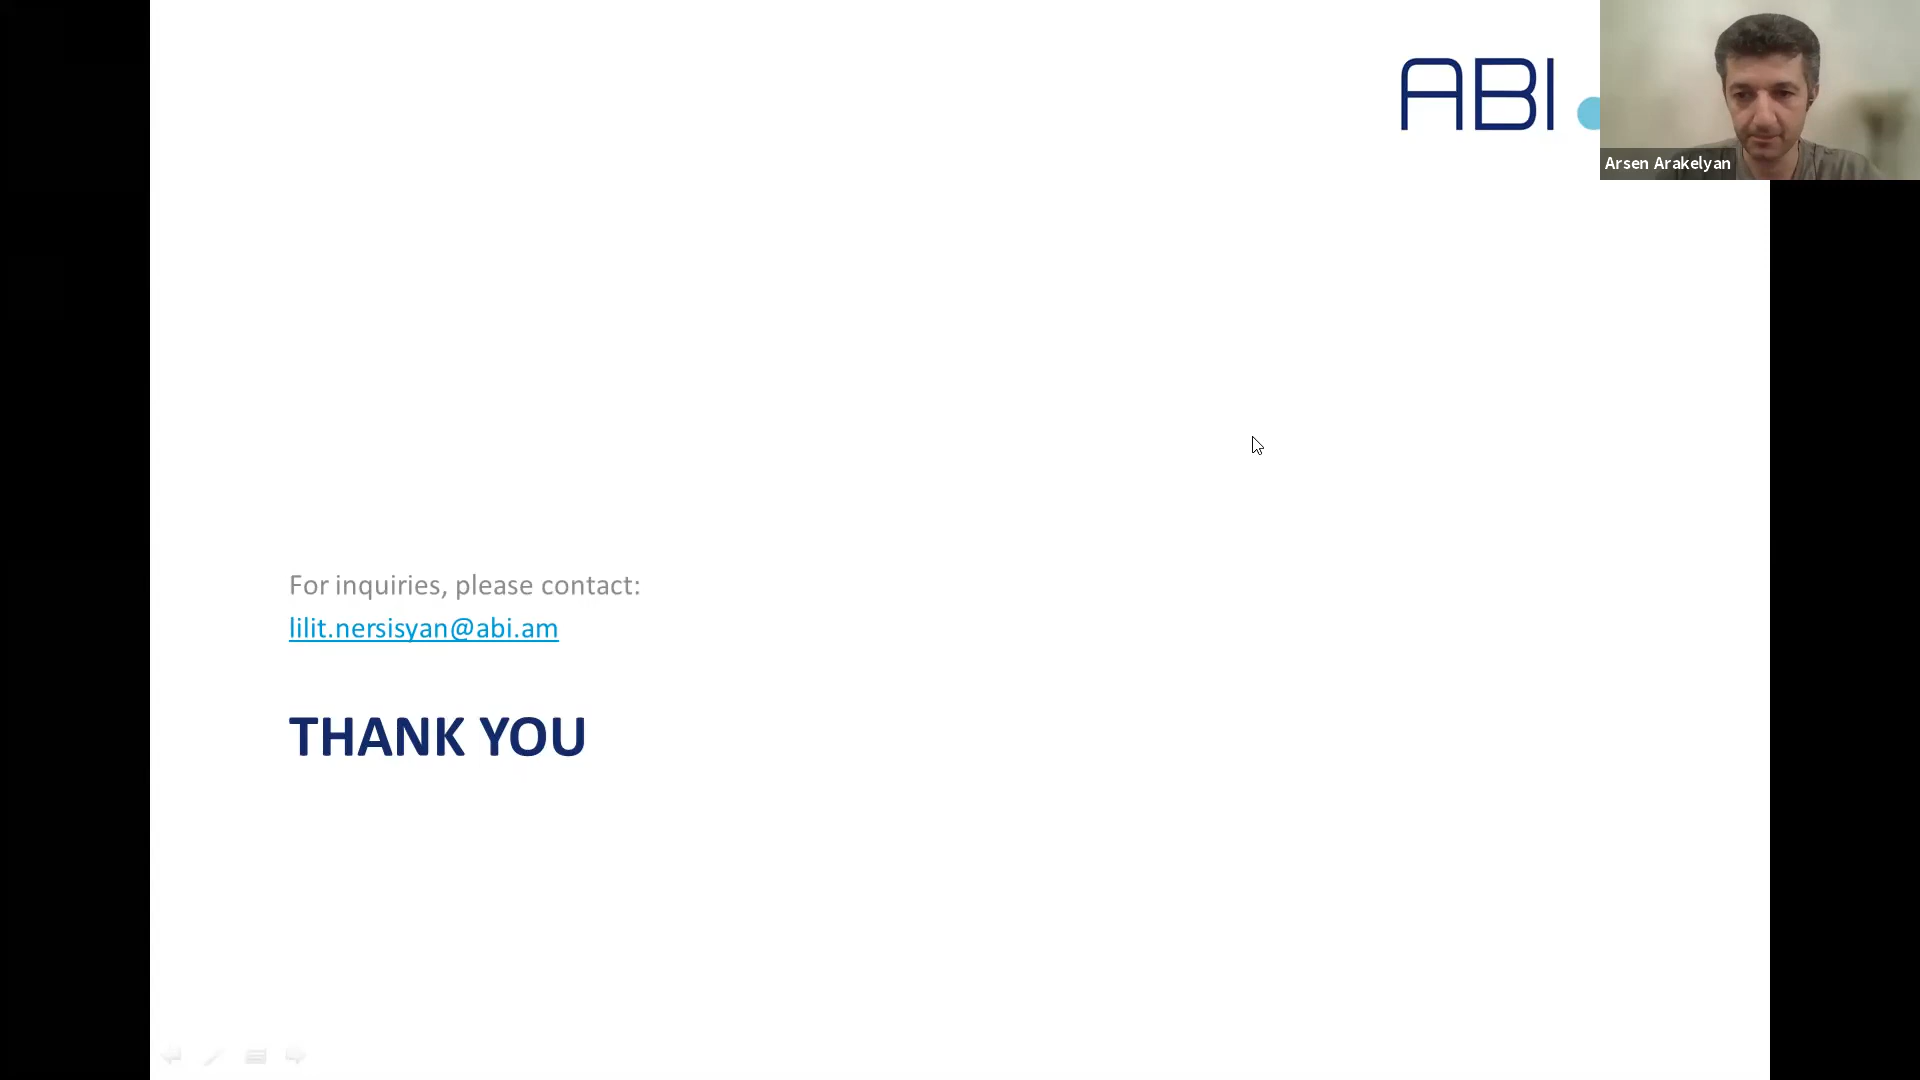 ABI
Arsen Arakelyan
For inquiries, please contact:
lilit.nersisyan@abi.am
THANK YOU